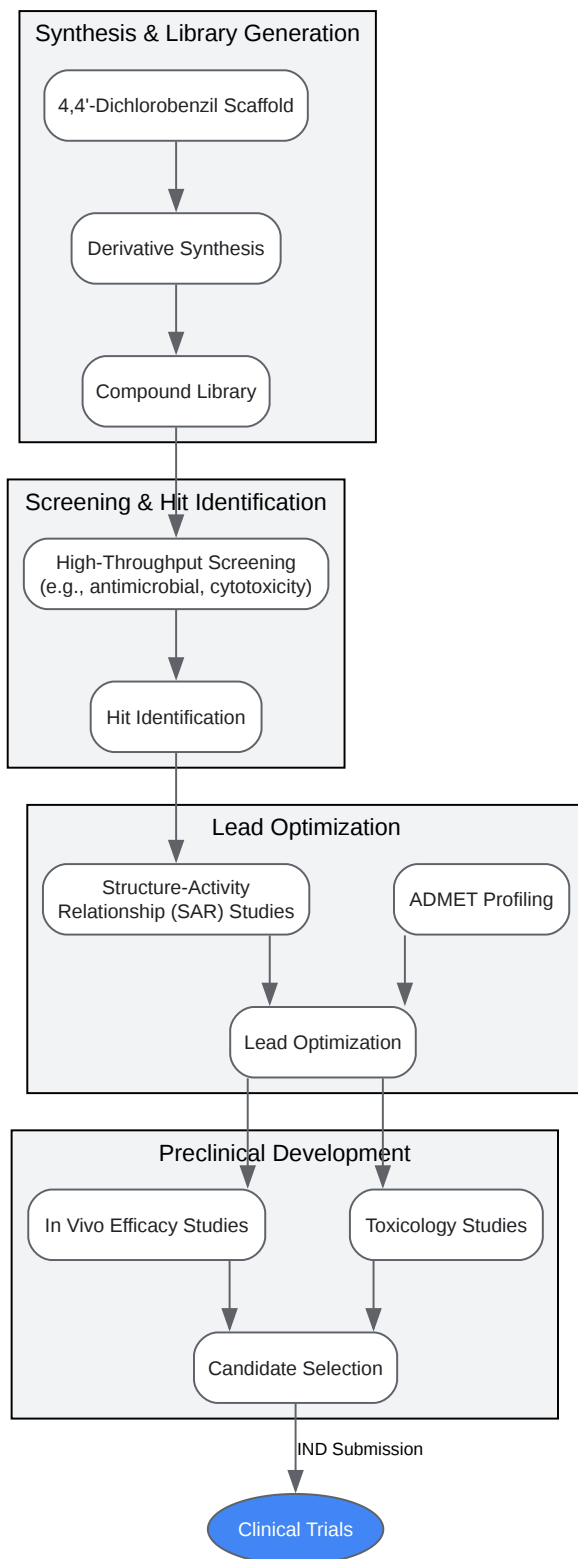 Synthesis & Library Generation
4,4'-Dichlorobenzil Scaffold
Derivative Synthesis
Compound Library
Screening & Hit Identification
High-Throughput Screening
(e.g., antimicrobial, cytotoxicity)
Hit Identification
Lead Optimization
Structure-Activity
Relationship (SAR) Studies
ADMET Profiling
Lead Optimization
Preclinical Development
In Vivo Efficacy Studies
Toxicology Studies
Candidate Selection
IND Submission
Clinical Trials